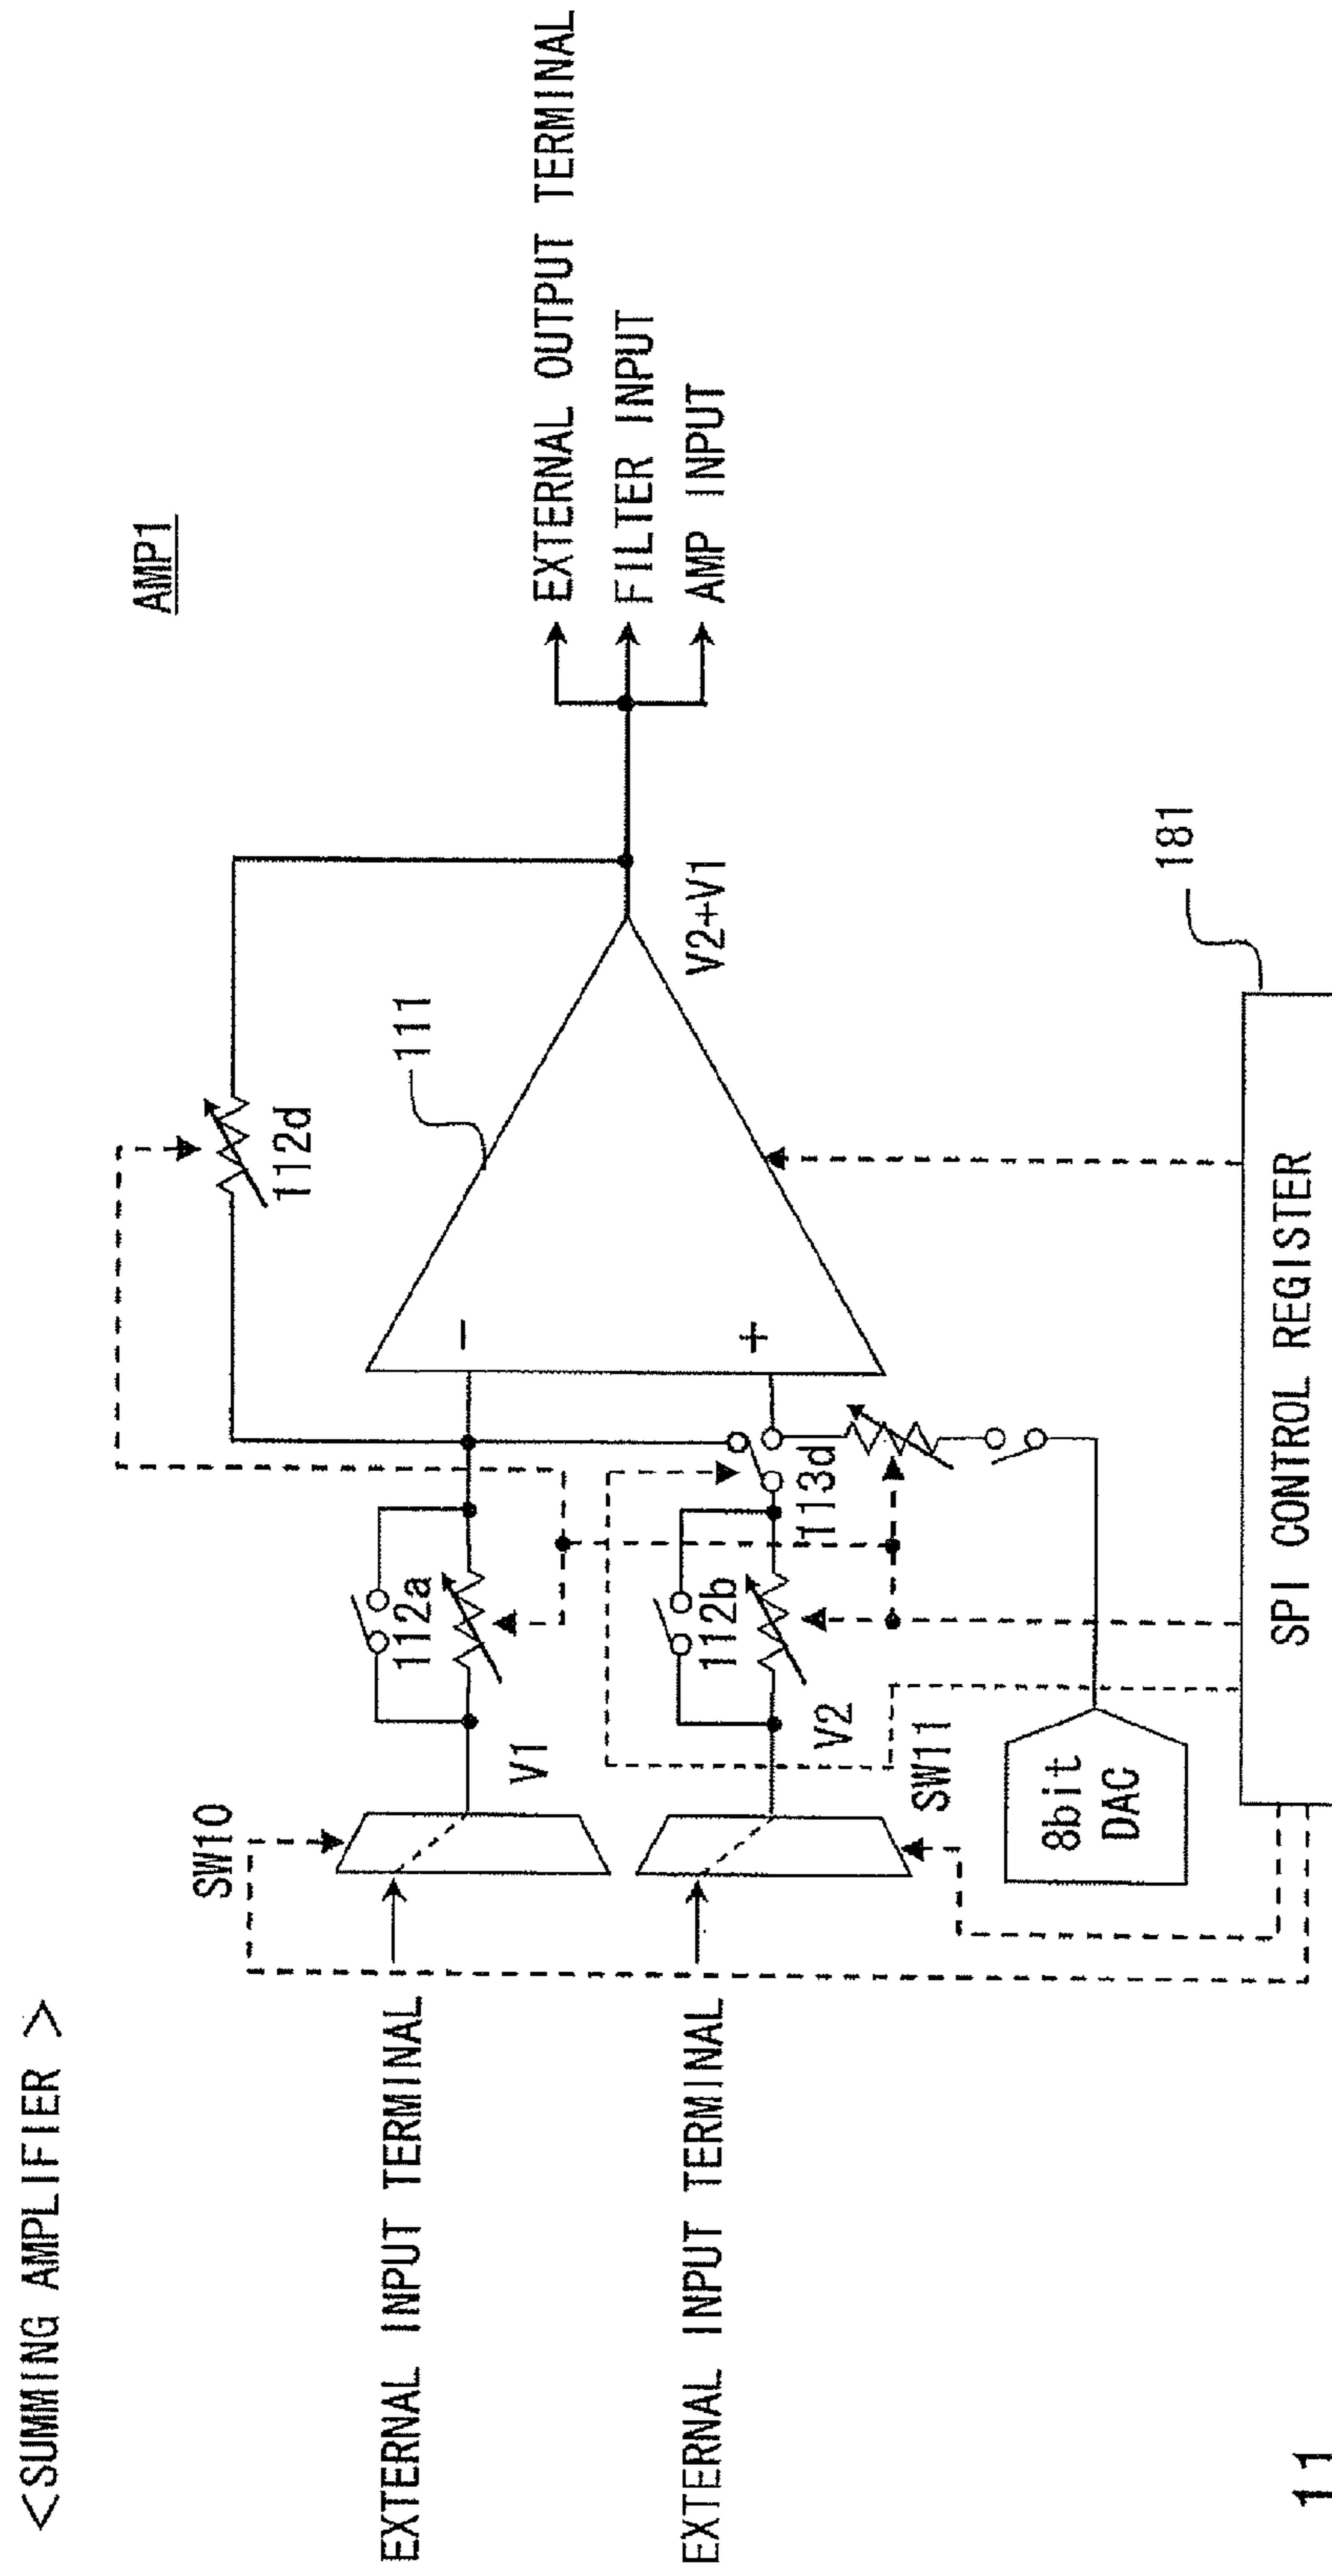 <SUMMING AMPLIFIER >
AMP1
EXTERNAL INPUT TERMINAL
SW10
V1
112a
112d
111
−
+
V2+V1
EXTERNAL OUTPUT TERMINAL
FILTER INPUT
AMP INPUT
EXTERNAL INPUT TERMINAL
SW11
V2
112b
113d
8bit
DAC
SPI CONTROL REGISTER
181
11